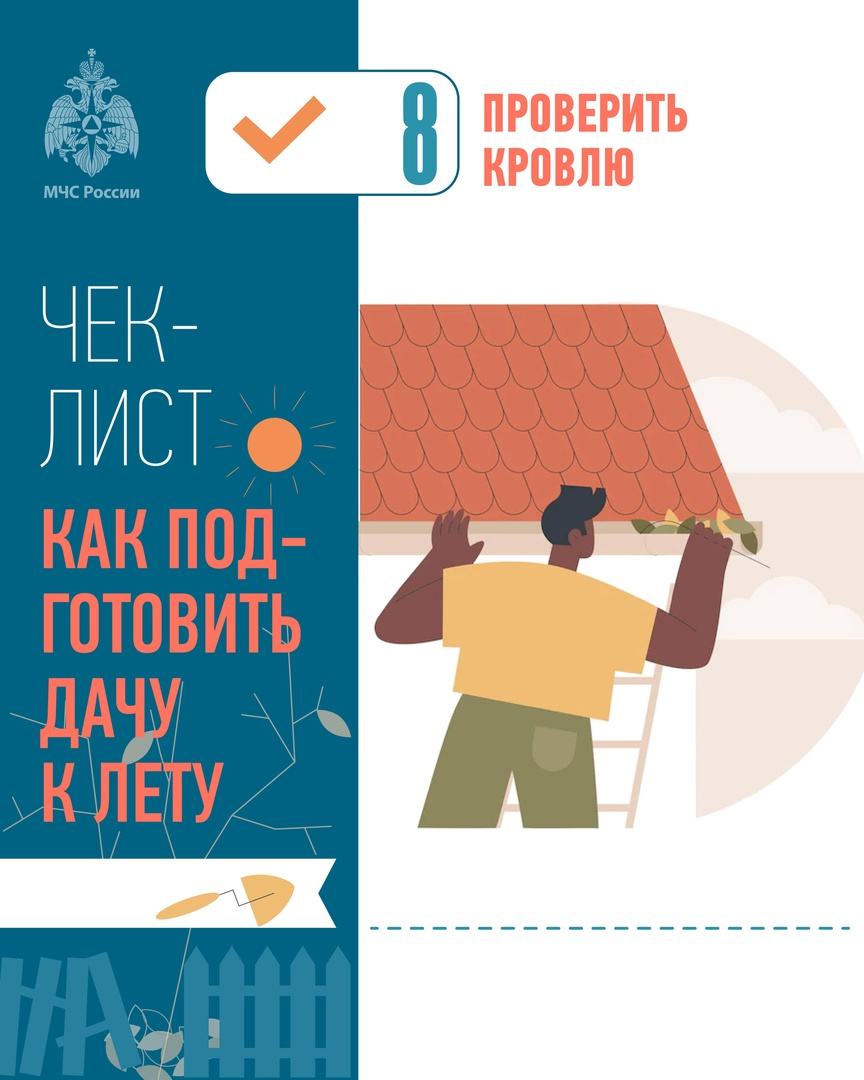 МЧС России
8
ПРОВЕРИТЬ
КРОВЛЮ
ЧЕК-
ЛИСТ
КАК ПОД-
ГОТОВИТЬ
ДАЧУ
К ЛЕТУ